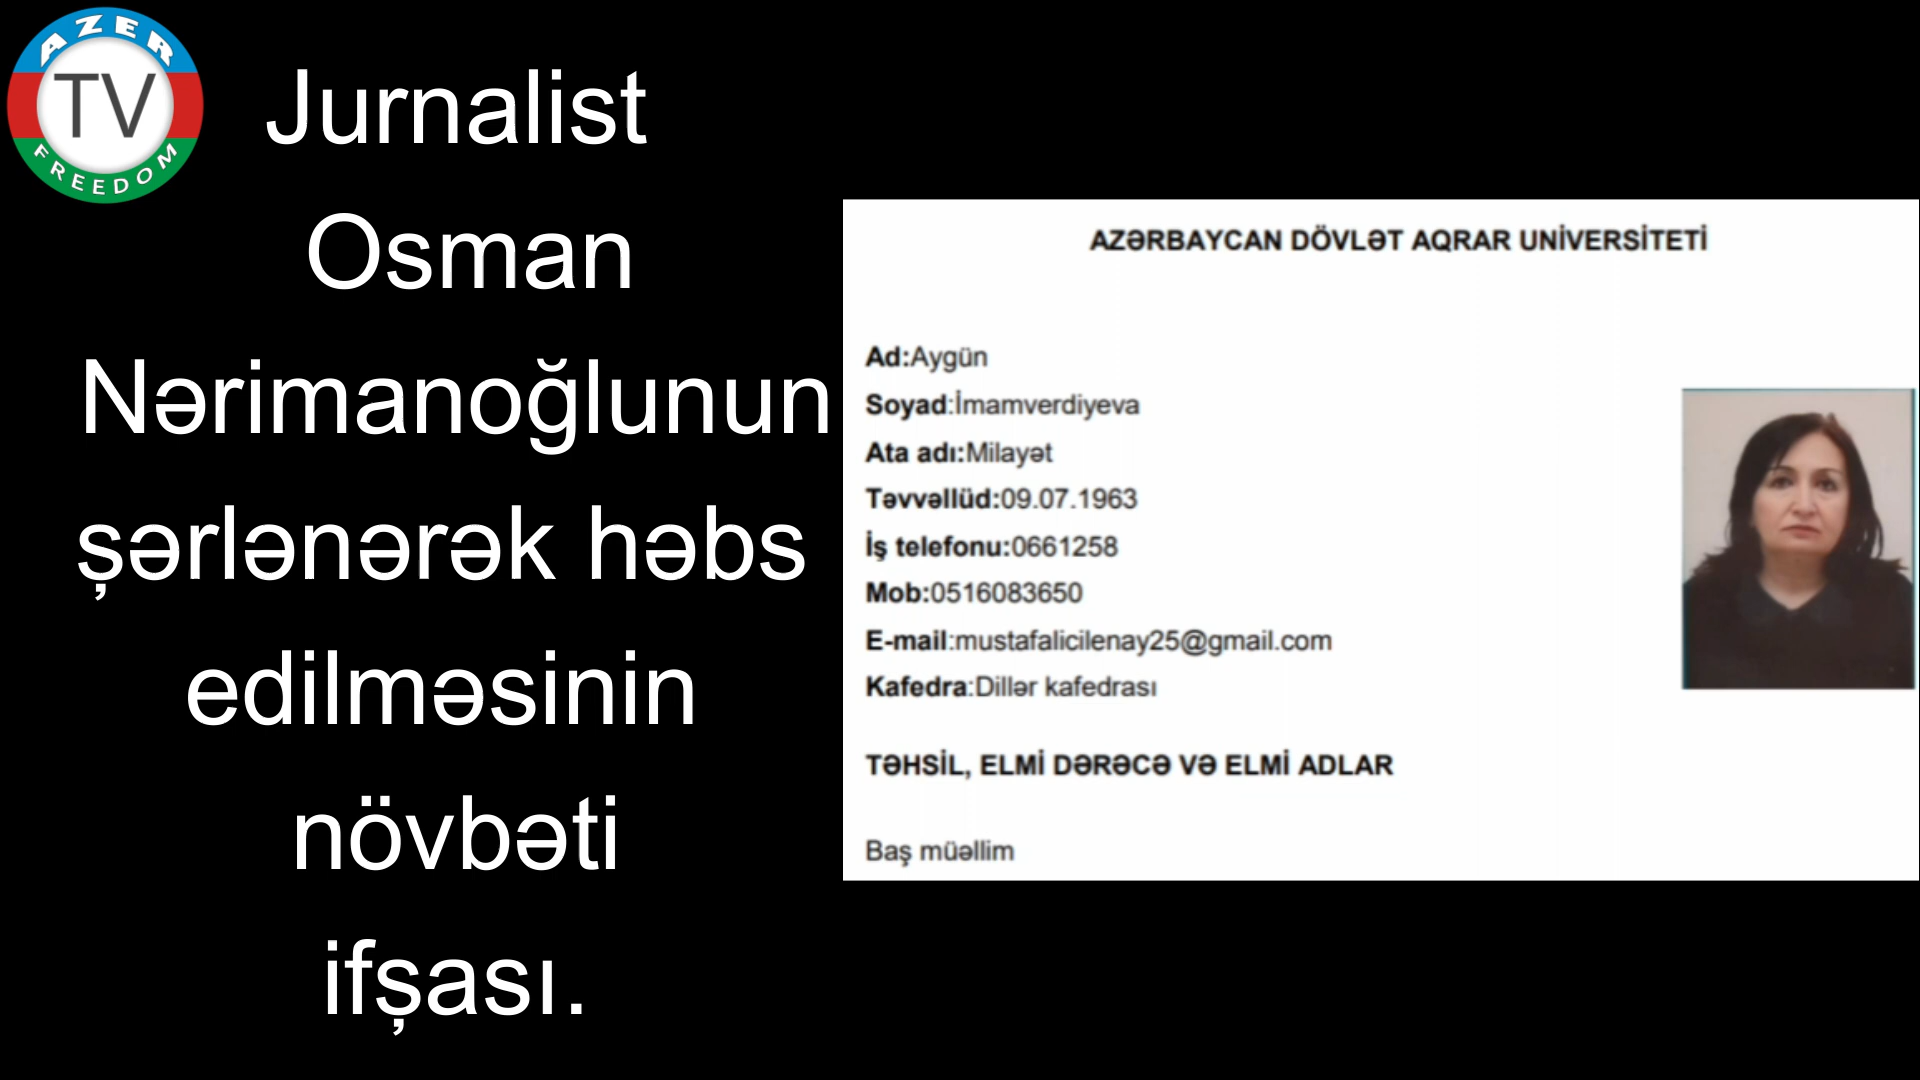 AZER
TV
FREEDOM
Jurnalist
Osman
Nərimanoğlunun
şərlənərək həbs
edilməsinin
növbəti
ifşası.
AZƏRBAYCAN DÖVLƏT AQRAR UNİVERSİTETİ
Ad:Aygün
Soyad:İmamverdiyeva
Ata adı:Milayət
Təvvəllüd:09.07.1963
İş telefonu:0661258
Mob:0516083650
E-mail:mustafalicilenay25@gmail.com
Kafedra:Dillər kafedrası
TƏHSİL, ELMİ DƏRƏCƏ VƏ ELMİ ADLAR
Baş müəllim